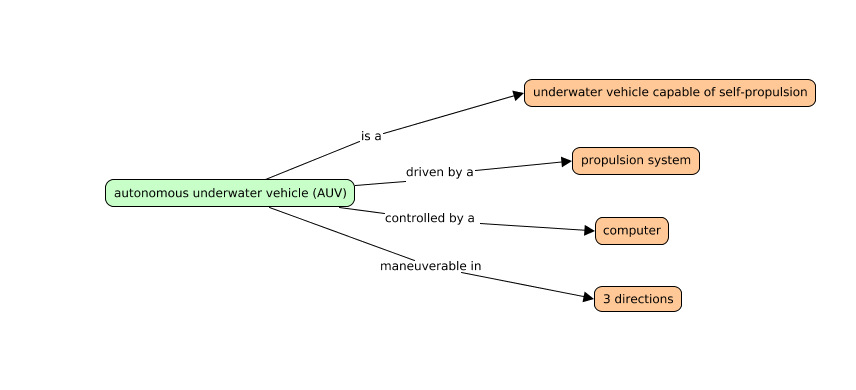 underwater vehicle capable of self-propulsion
is a
propulsion system
driven by a
autonomous underwater vehicle (AUV)
controlled by a
computer
maneuverable in
3 directions